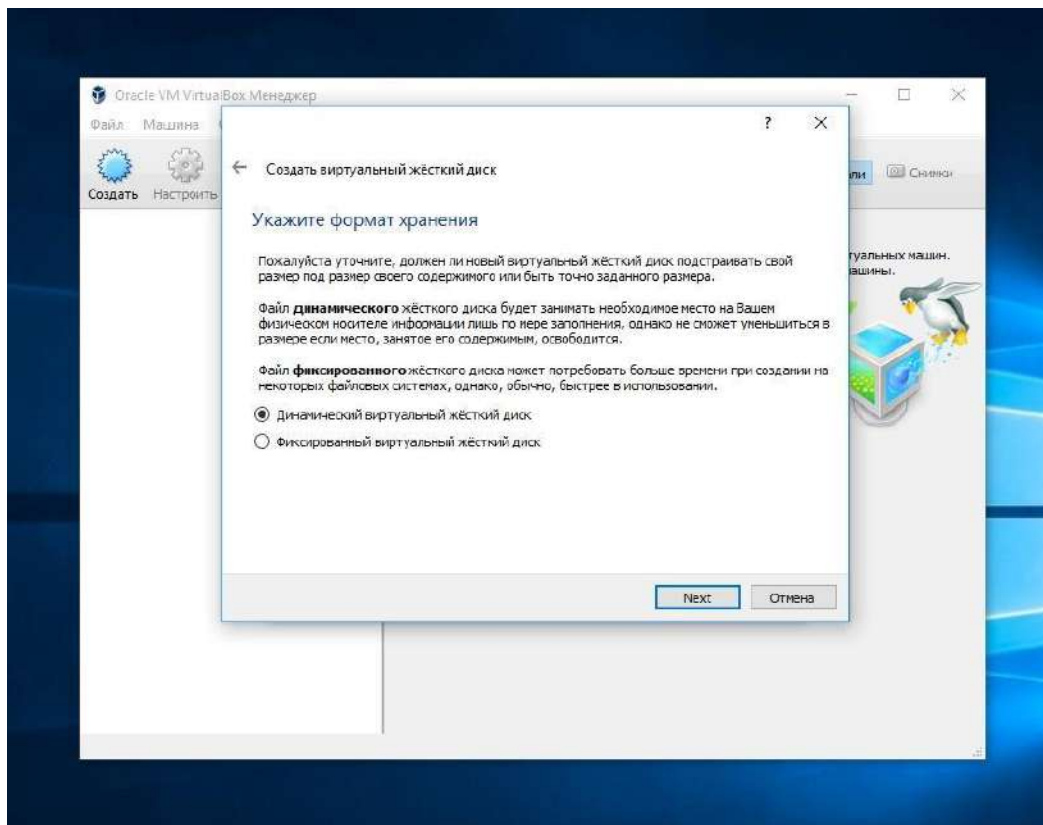 Oracle VM VirtualBox Менеджер
Файл Машина
? 
Создать виртуальный жёсткий диск
Создать Настроить
Снимки
Укажите формат хранения
Пожалуйста уточните, должен ли новый виртуальный жёсткий диск подстраивать свой
размер под размер своего содержимого или быть точно заданного размера.
туальных машин.
ашины.
Файл динамического жёсткого диска будет занимать необходимое место на Вашем
физическом носителе информации лишь по мере заполнения, однако не сможет уменьшиться в
размере если место, занятое его содержимым, освободится.
Файл фиксированного жёсткого диска может потребовать больше времени при создании на
некоторых файловых системах, однако, обычно, быстрее в использовании.
Динамический виртуальный жёсткий диск
Фиксированный виртуальный жёсткий диск
Next Отмена